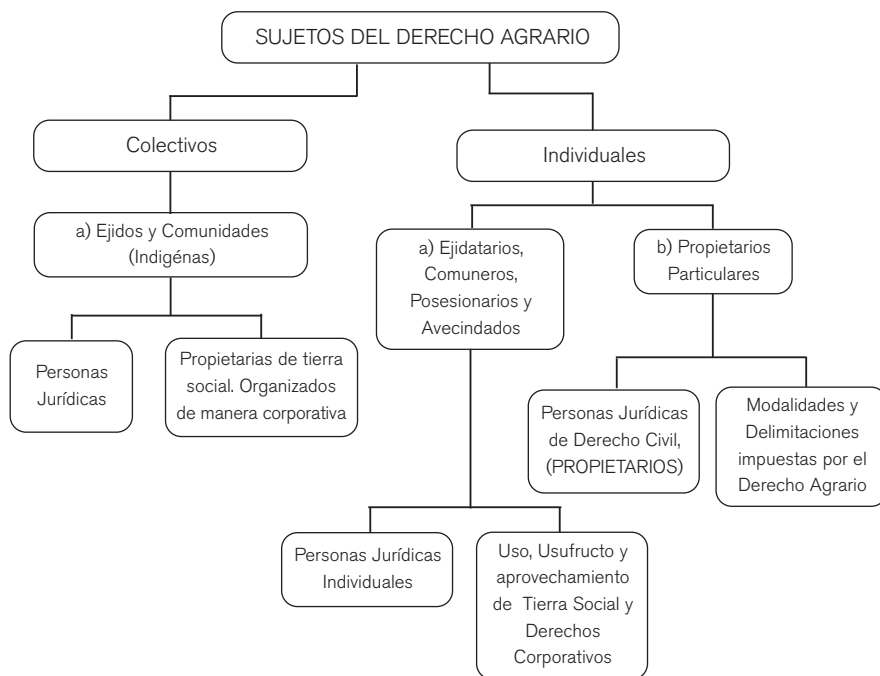 SUJETOS DEL DERECHO AGRARIO
Colectivos
Individuales
a) Ejidos y Comunidades
(Indigénas)
a) Ejidatarios,
Comuneros,
Posesionarios y
Avecindados
b) Propietarios
Particulares
Personas
Jurídicas
Propietarias de tierra
social. Organizados
de manera corporativa
Personas Jurídicas
de Derecho Civil,
(PROPIETARIOS)
Modalidades y
Delimitaciones
impuestas por el
Derecho Agrario
Personas Jurídicas
Individuales
Uso, Usufructo y
aprovechamiento
de Tierra Social y
Derechos
Corporativos